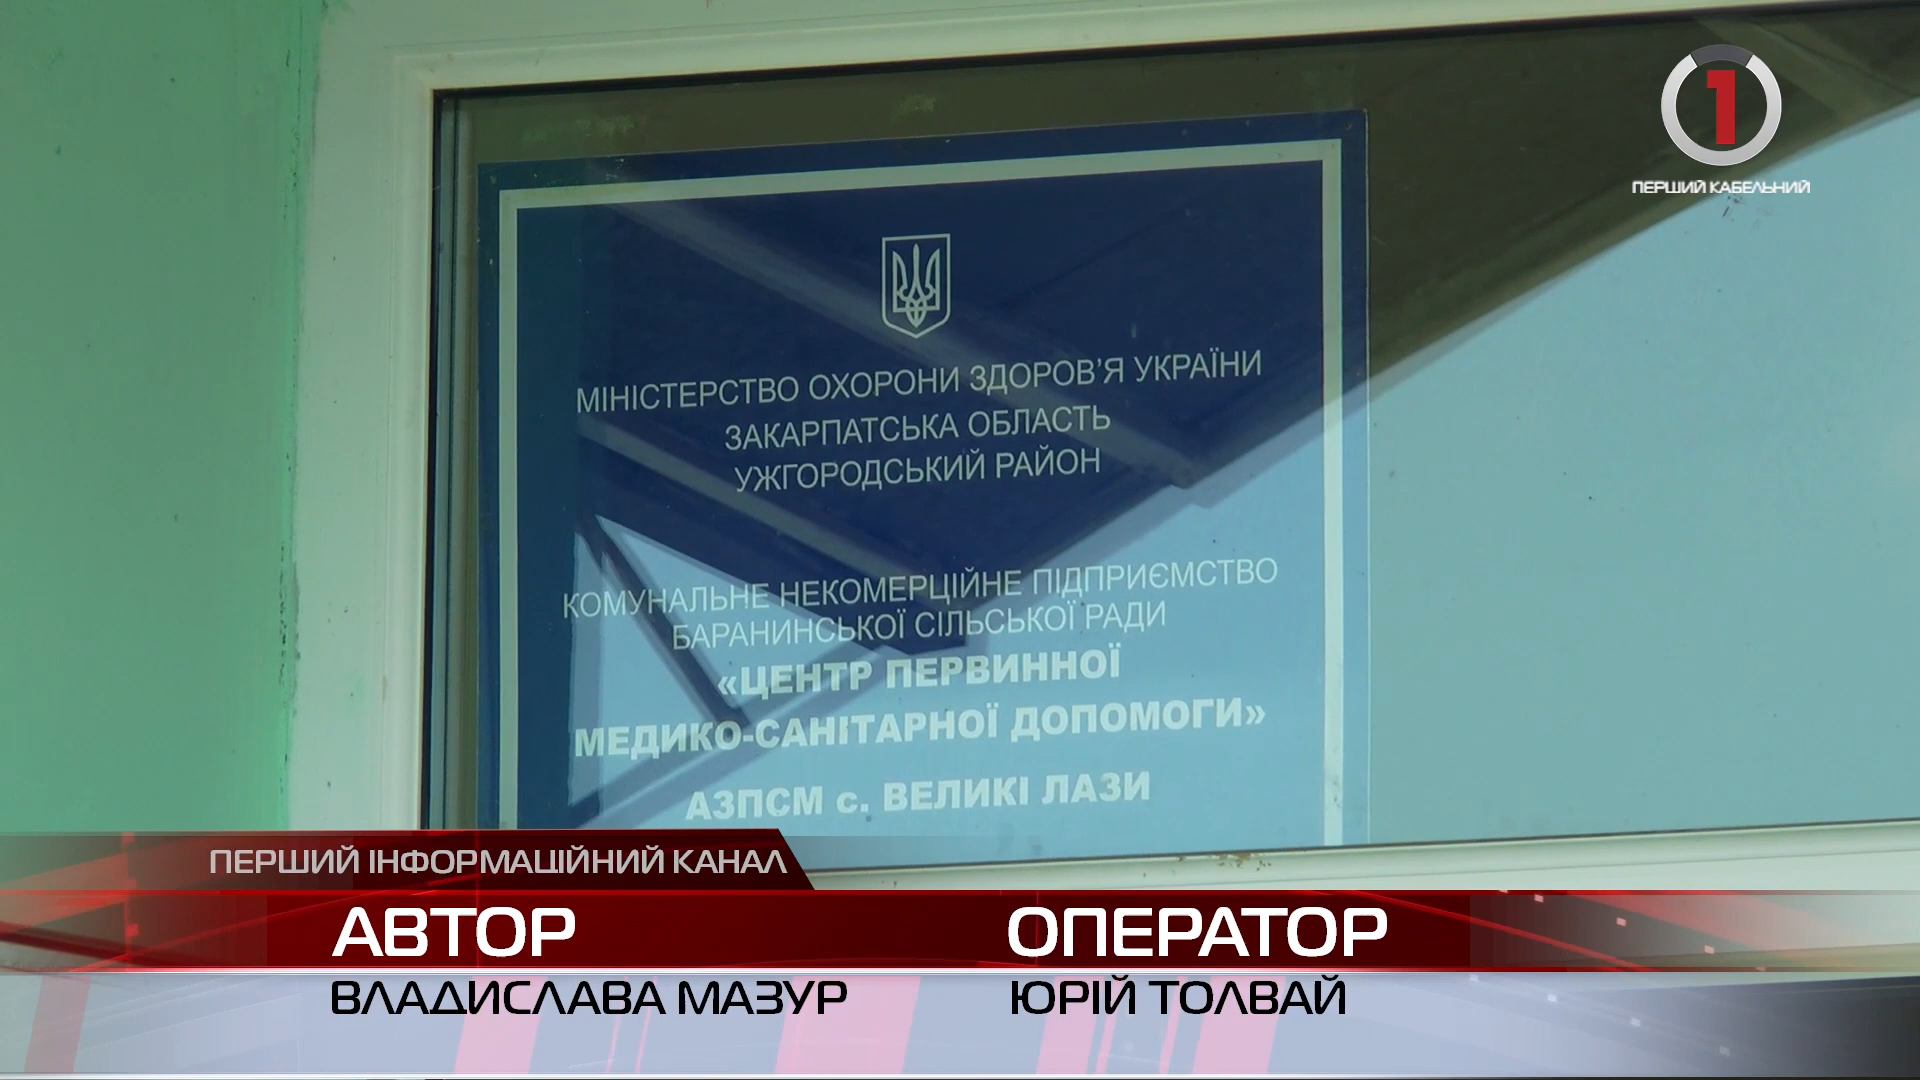 1
ПЕРШИЙ КАБЕЛЬНИЙ
МІНІСТЕРСТВО ОХОРОНИ ЗДОРОВ'Я УКРАЇНИ
ЗАКАРПАТСЬКА ОБЛАСТЬ
УЖГОРОДСЬКИЙ РАЙОН
КОМУНАЛЬНЕ НЕКОМЕРЦІЙНЕ ПІДПРИЄМСТВО
БАРАНИНСЬКОЇ СІЛЬСЬКОЇ РАДИ
«ЦЕНТР ПЕРВИННОЇ
МЕДИКО-САНІТАРНОЇ ДОПОМОГИ»
АЗПСМ с. ВЕЛИКІ ЛАЗИ
ПЕРШИЙ ІНФОРМАЦІЙНИЙ КАНАЛ
АВТОР ОПЕРАТОР
ВЛАДИСЛАВА МАЗУР ЮРІЙ ТОЛВАЙ